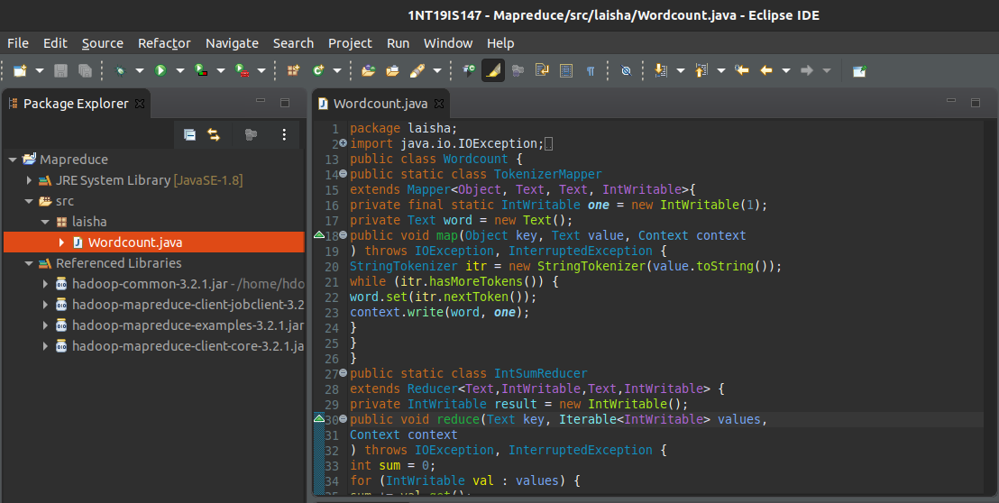 1NT19IS147 - Mapreduce/src/laisha/Wordcount.java - Eclipse IDE
File Edit Source Refactor Navigate Search Project Run Window Help
Package Explorer
Mapreduce
JRE System Library [JavaSE-1.8]
src
laisha
Wordcount.java
Referenced Libraries
hadoop-common-3.2.1.jar - /home/hdo
hadoop-mapreduce-client-jobclient-3.2
hadoop-mapreduce-examples-3.2.1.jar
hadoop-mapreduce-client-core-3.2.1.ja
Wordcount.java
1 package laisha;
2 import java.io.IOException;
13 public class Wordcount {
14 public static class TokenizerMapper
15 extends Mapper<Object, Text, Text, IntWritable>{
16 private final static IntWritable one = new IntWritable(1);
17 private Text word = new Text();
18 public void map(Object key, Text value, Context context
19 ) throws IOException, InterruptedException {
20 StringTokenizer itr = new StringTokenizer(value.toString());
21 while (itr.hasMoreTokens()) {
22 word.set(itr.nextToken());
23 context.write(word, one);
24 }
25 }
26 }
27 public static class IntSumReducer
28 extends Reducer<Text,IntWritable,Text,IntWritable> {
29 private IntWritable result = new IntWritable();
30 public void reduce(Text key, Iterable<IntWritable> values,
31 Context context
32 ) throws IOException, InterruptedException {
33 int sum = 0;
34 for (IntWritable val : values) {